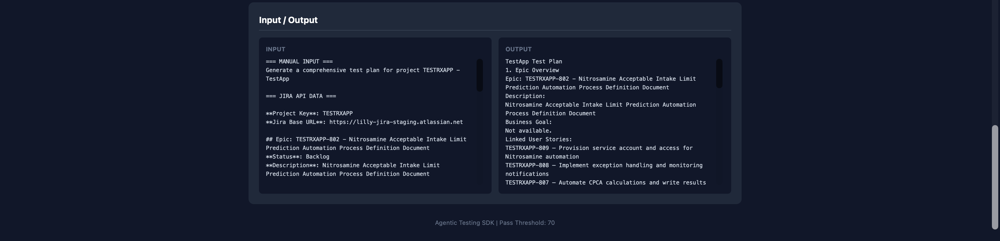 Input / Output
INPUT
=== MANUAL INPUT ===
Generate a comprehensive test plan for project TESTRXAPP -
TestApp
=== JIRA API DATA ===
**Project Key**: TESTRXAPP
**Jira Base URL**: https://lilly-jira-staging.atlassian.net
## Epic: TESTRXAPP-802 - Nitrosamine Acceptable Intake Limit
Prediction Automation Process Definition Document
**Status**: Backlog
**Description**: Nitrosamine Acceptable Intake Limit
Prediction Automation Process Definition Document
OUTPUT
TestApp Test Plan
1. Epic Overview
Epic: TESTRXAPP-802 – Nitrosamine Acceptable Intake Limit
Prediction Automation Process Definition Document
Description:
Nitrosamine Acceptable Intake Limit Prediction Automation
Process Definition Document
Business Goal:
Not available.
Linked User Stories:
TESTRXAPP-809 – Provision service account and access for
Nitrosamine automation
TESTRXAPP-808 – Implement exception handling and monitoring
notifications
TESTRXAPP-807 – Automate CPCA calculations and write results
Agentic Testing SDK | Pass Threshold: 70